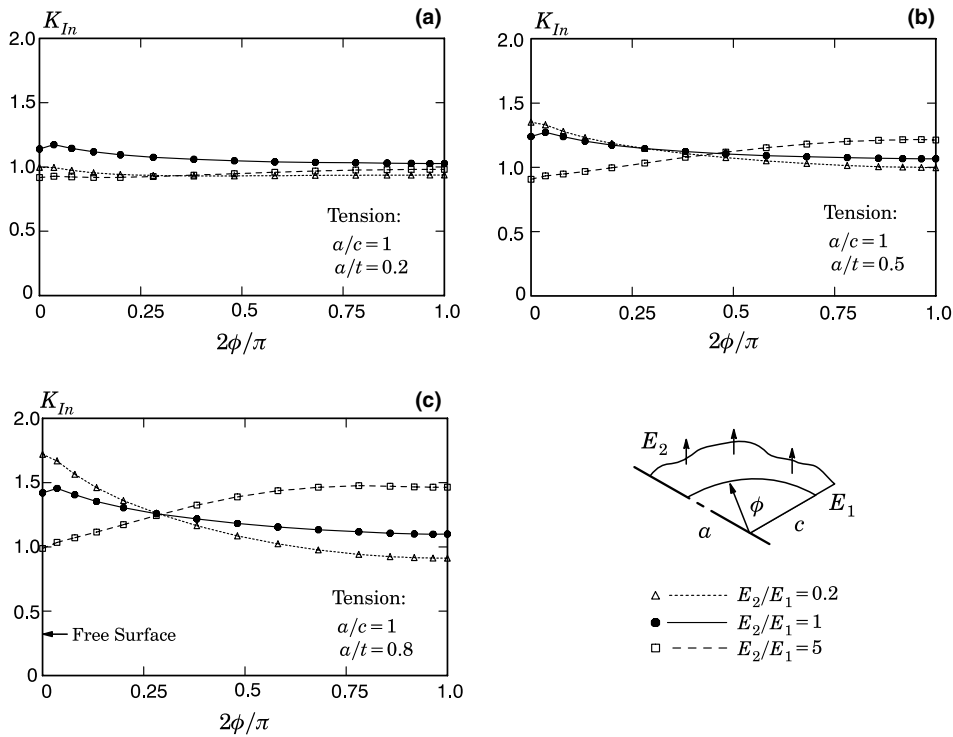 K_In
(a)
2.0
1.5
1.0
0.5
0
Tension:
a/c=1
a/t=0.2
0 0.25 0.5 0.75 1.0
2ϕ/π
K_In
(b)
2.0
1.5
1.0
0.5
0
Tension:
a/c=1
a/t=0.5
0 0.25 0.5 0.75 1.0
2ϕ/π
K_In
(c)
2.0
1.5
1.0
0.5
0
Free Surface
Tension:
a/c=1
a/t=0.8
0 0.25 0.5 0.75 1.0
2ϕ/π
E_2
E_1
ϕ
a
c
E_2/E_1=0.2
E_2/E_1=1
E_2/E_1=5